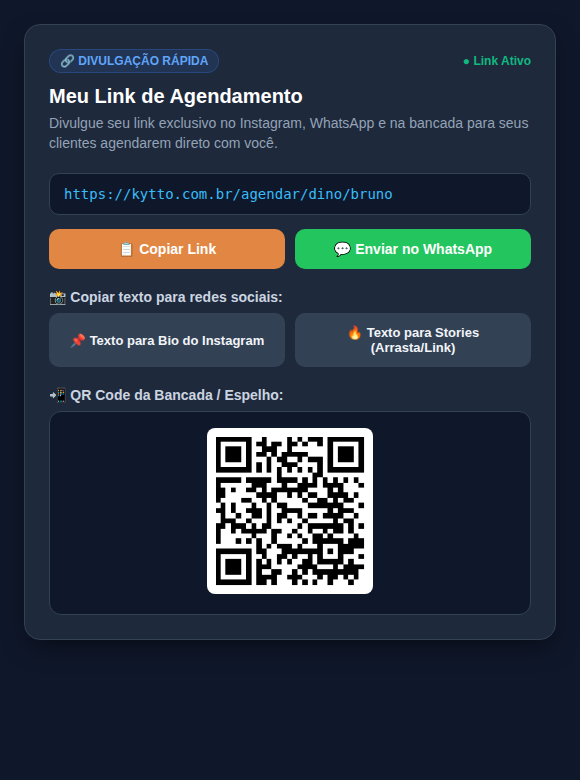 🔗 DIVULGAÇÃO RÁPIDA
● Link Ativo
Meu Link de Agendamento
Divulgue seu link exclusivo no Instagram, WhatsApp e na bancada para seus
clientes agendarem direto com você.
https://kytto.com.br/agendar/dino/bruno
📋 Copiar Link
💬 Enviar no WhatsApp
📸 Copiar texto para redes sociais:
📌 Texto para Bio do Instagram
🔥 Texto para Stories
(Arrasta/Link)
📲 QR Code da Bancada / Espelho: